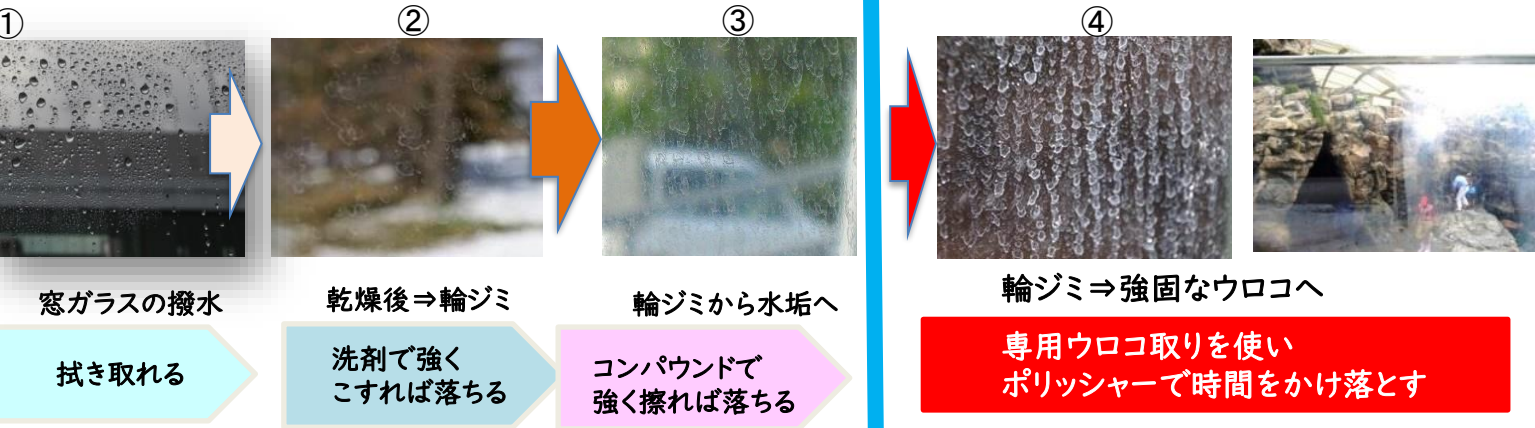 ①
②
③
④
窓ガラスの撥水
乾燥後⇒輪ジミ
輪ジミから水垢へ
輪ジミ⇒強固なウロコへ
拭き取れる
洗剤で強く
こすれば落ちる
コンパウンドで
強く擦れば落ちる
専用ウロコ取りを使い
ポリッシャーで時間をかけ落とす